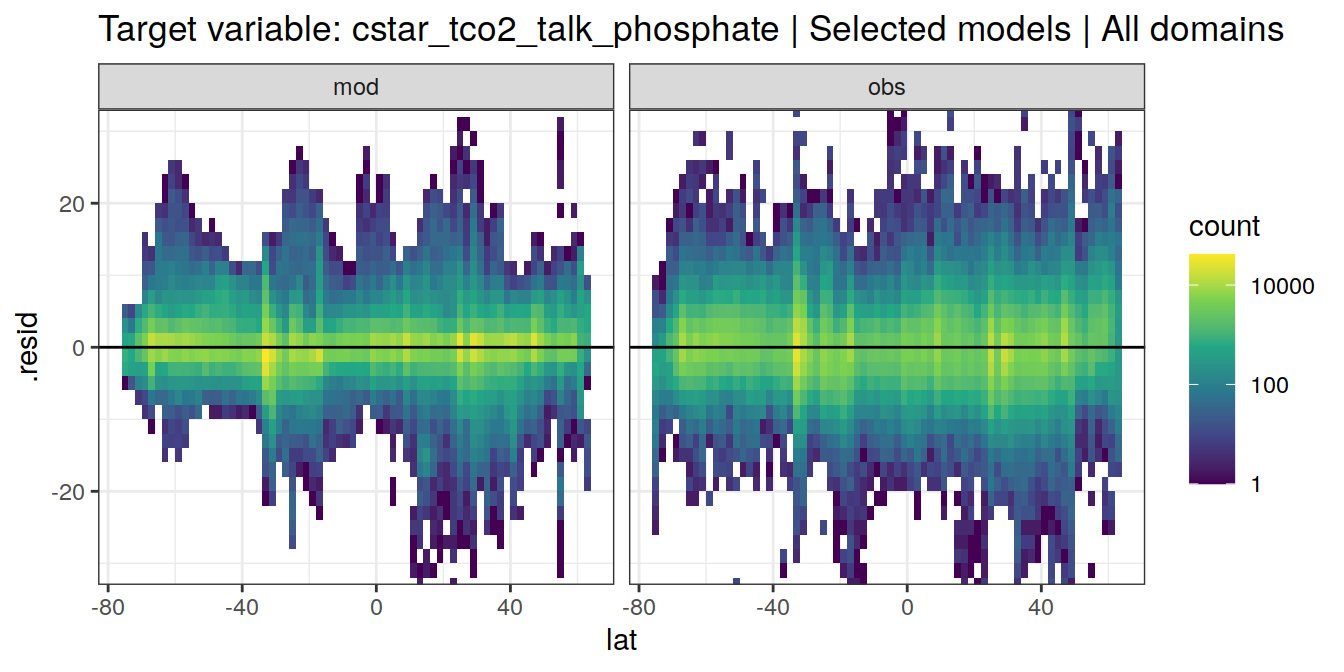 Target variable: cstar_tco2_talk_phosphate | Selected models | All domains
mod
obs
.resid
20
0
-20
-80
-40
0
40
-80
-40
0
40
lat
count
10000
100
1